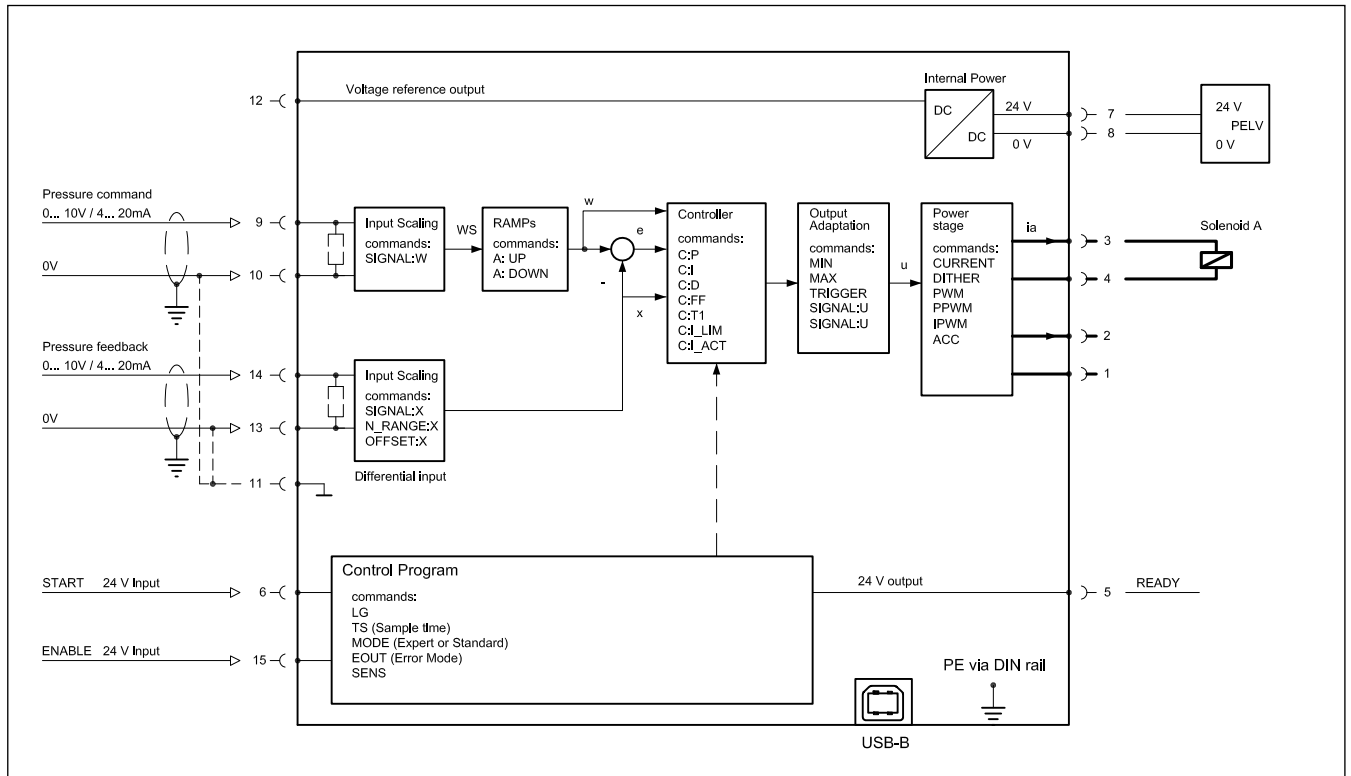 Internal Power
12
Voltage reference output
DC
DC
24 V
0 V
7
8
24 V
PELV
0 V
Pressure command
0... 10V / 4... 20mA
9
0V
10
Input Scaling
commands:
SIGNAL:W
WS
RAMPs
commands:
A: UP
A: DOWN
w
e
-
x
Controller
commands:
C:P
C:I
C:D
C:FF
C:T1
C:I_LIM
C:I_ACT
Output
Adaptation
commands:
MIN
MAX
TRIGGER
SIGNAL:U
SIGNAL:U
u
Power
stage
commands:
CURRENT
DITHER
PWM
PPWM
IPWM
ACC
ia
3
4
2
1
Solenoid A
Pressure feedback
0... 10V / 4... 20mA
14
0V
13
11
Input Scaling
commands:
SIGNAL:X
N_RANGE:X
OFFSET:X
Differential input
START 24 V Input
6
ENABLE 24 V Input
15
Control Program
commands:
LG
TS (Sample time)
MODE (Expert or Standard)
EOUT (Error Mode)
SENS
24 V output
5
READY
PE via DIN rail
USB-B